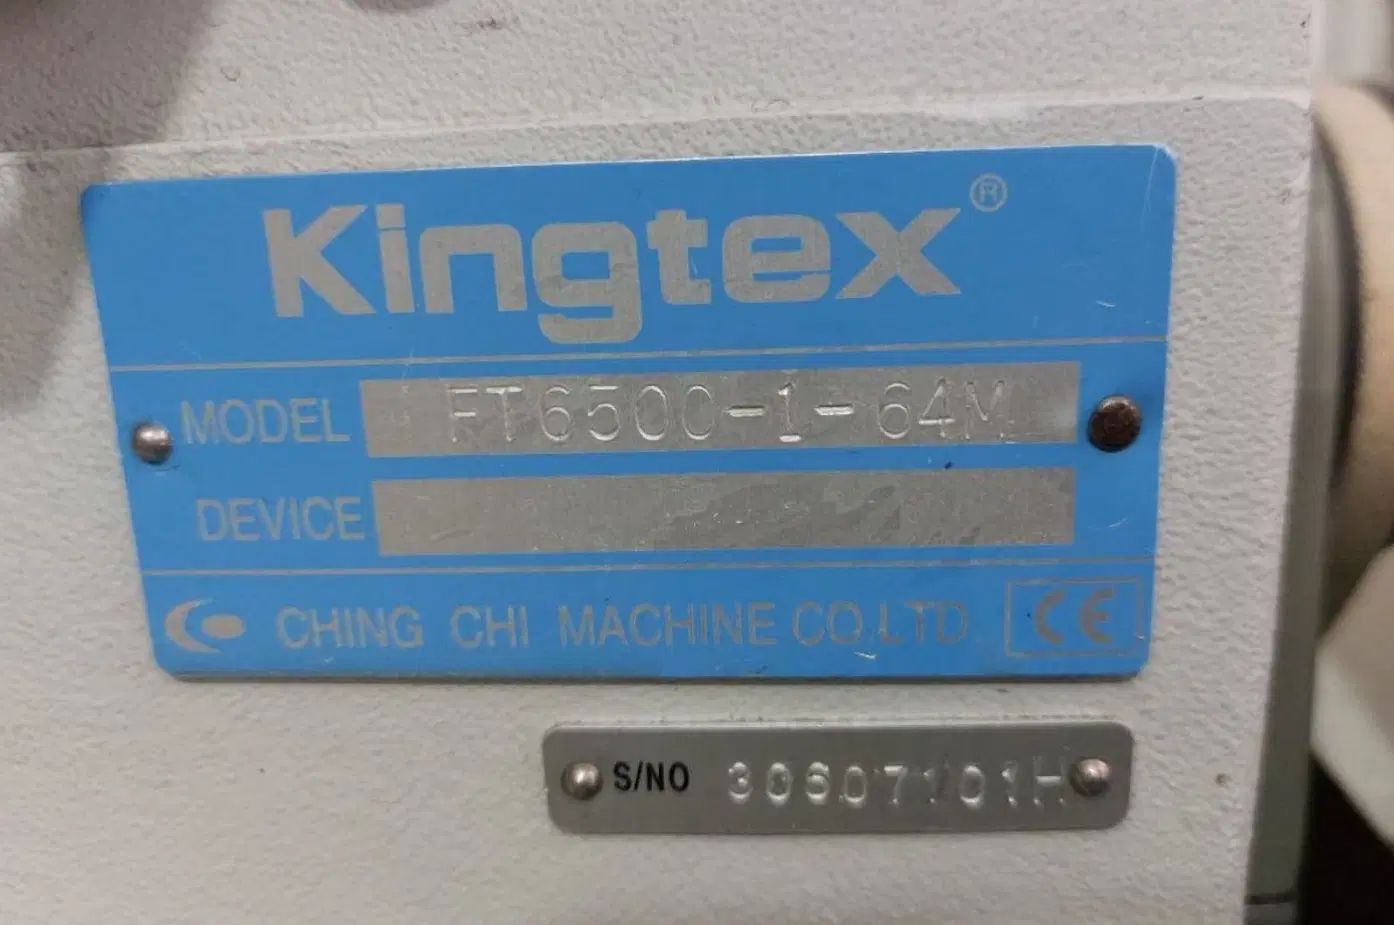 Kingtex®
MODEL FT6500-1-64M
DEVICE
CHING CHI MACHINE CO.LTD CE
S/NO 30607101H